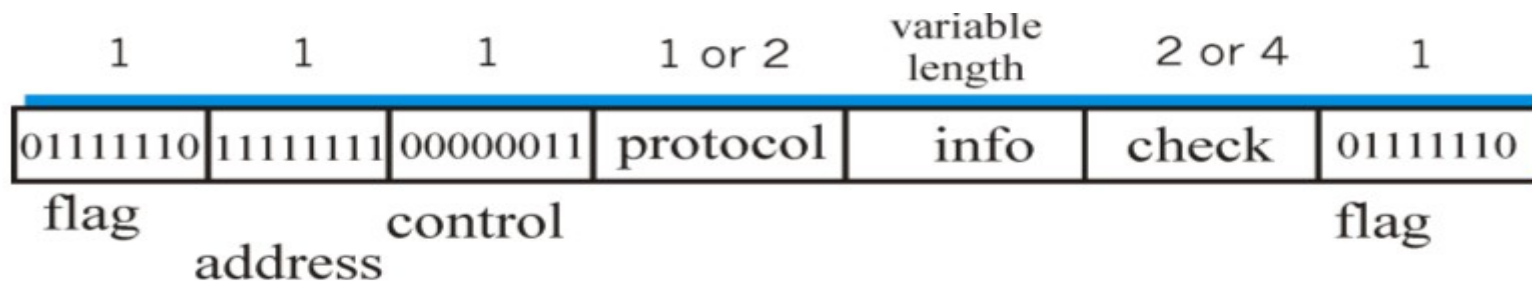 1 1 1 1 or 2 variable length 2 or 4 1
01111110 11111111 00000011 protocol info check 01111110
flag address control flag